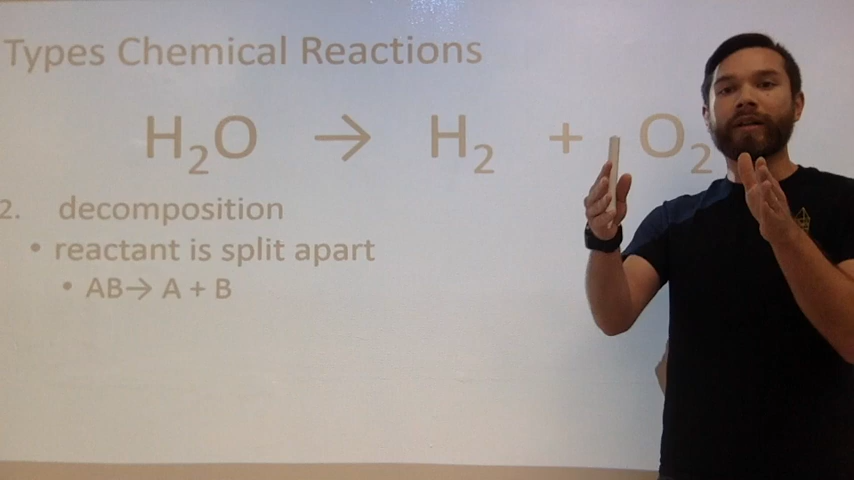 Types Chemical Reactions
H₂O → H₂ + O₂
2. decomposition
• reactant is split apart
• AB→ A + B